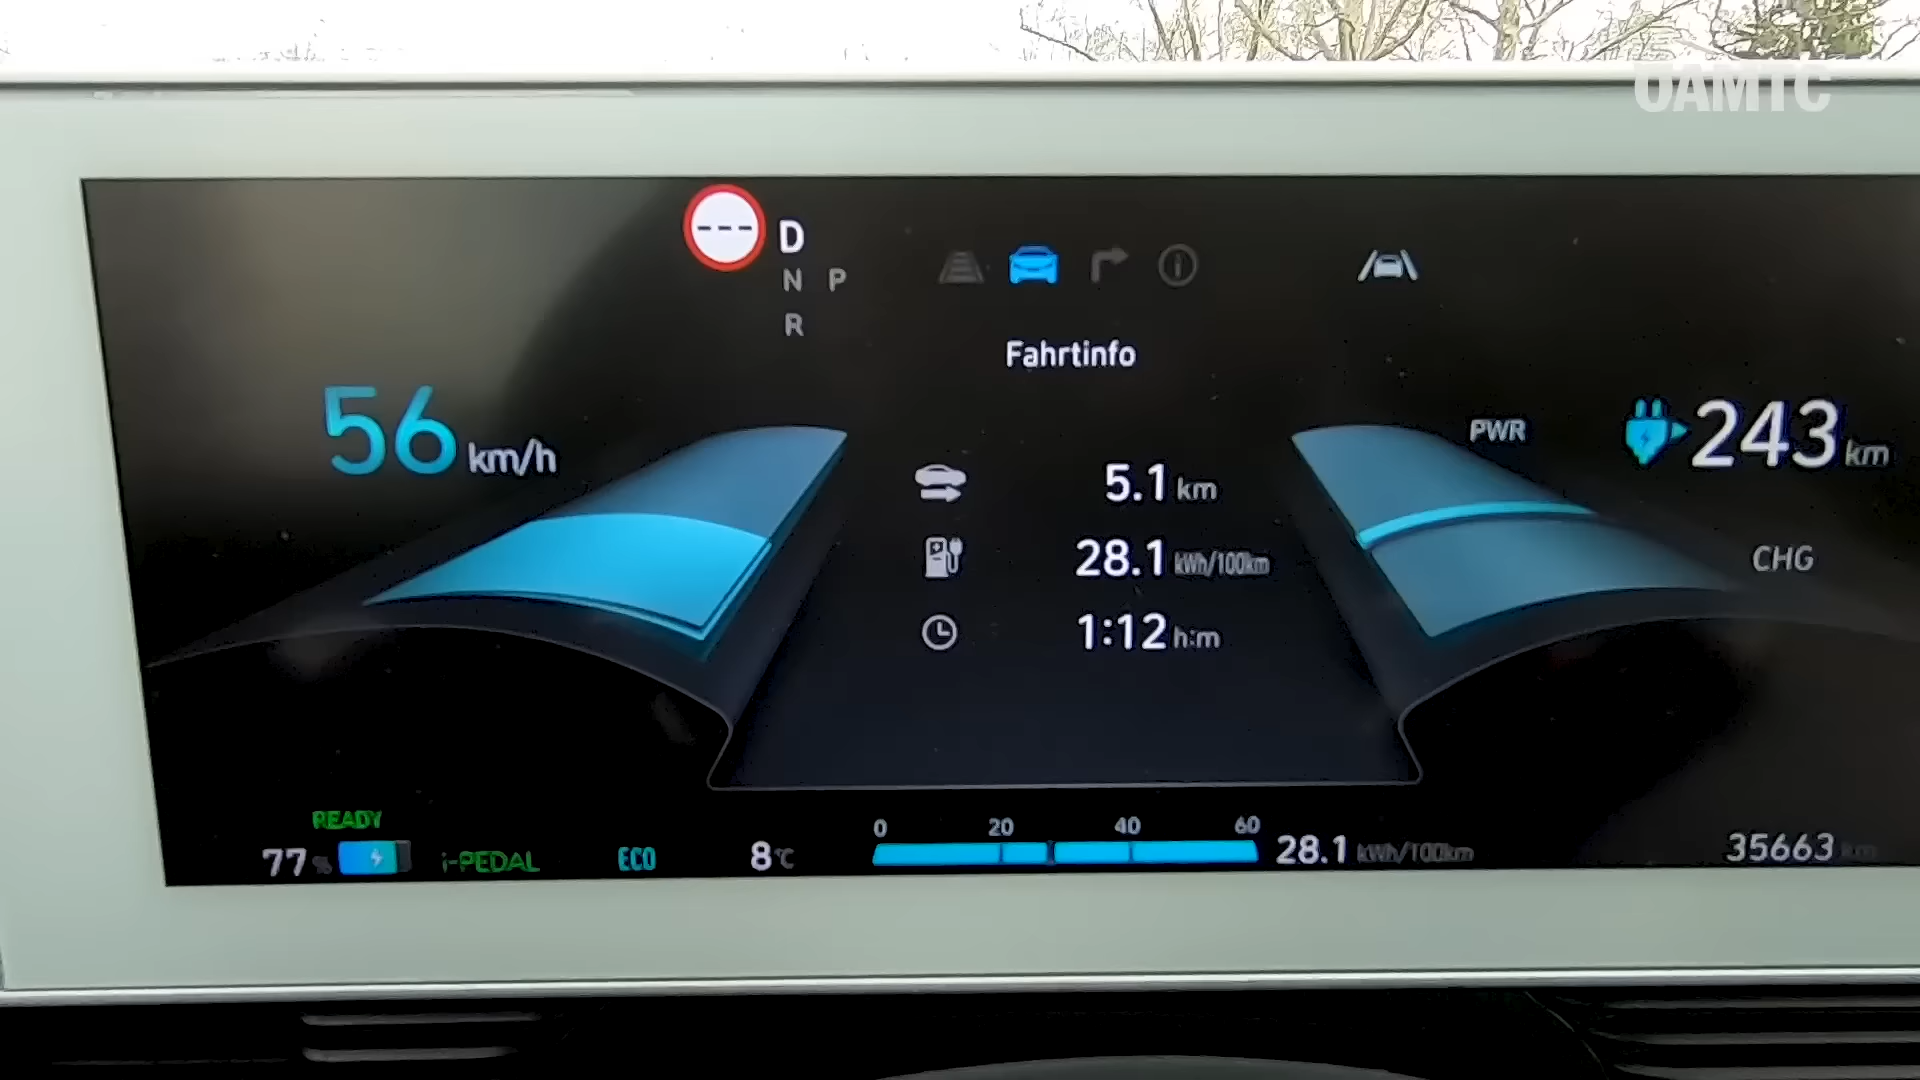 ÖAMTC
--- D
N P
R
Fahrtinfo
56 km/h
PWR
243 km
5.1 km
28.1 kWh/100km
CHG
1:12 h:m
READY
0 20 40 60
77 % i-PEDAL ECO 8°C 28.1 kWh/100km 35663 km